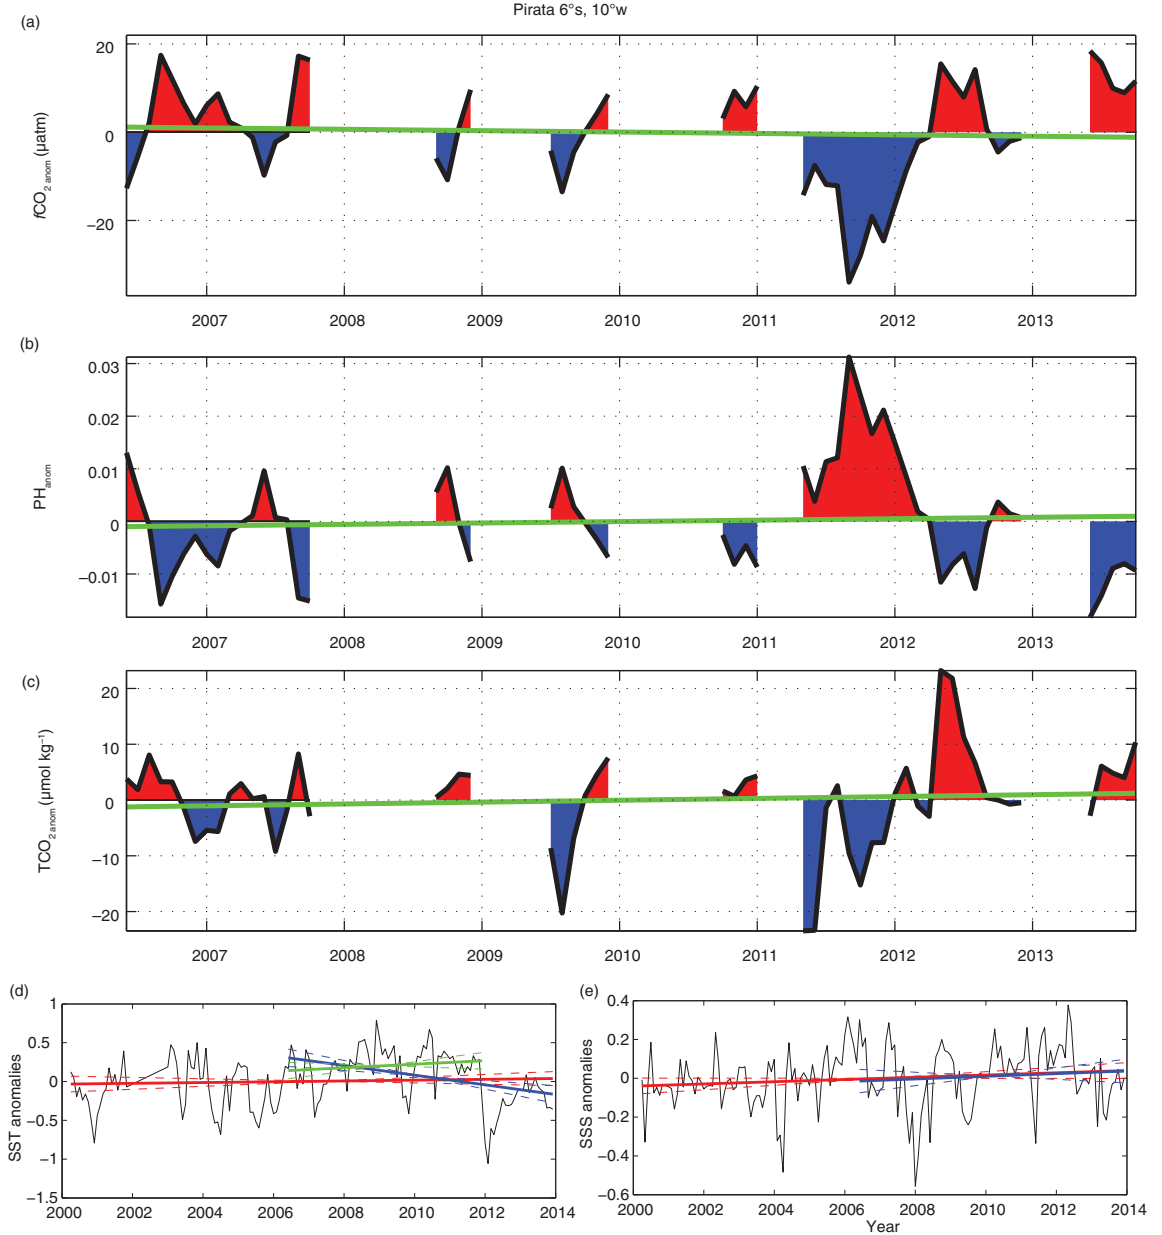 Pirata 6°s, 10°w
(a)
20
0
−20
fCO2 anom (µatm)
2007 2008 2009 2010 2011 2012 2013
(b)
0.03
0.02
0.01
0
−0.01
PHanom
2007 2008 2009 2010 2011 2012 2013
(c)
20
10
0
−10
−20
TCO2 anom (µmol kg−1)
2007 2008 2009 2010 2011 2012 2013
(d)
1
0.5
0
−0.5
−1
−1.5
SST anomalies
2000 2002 2004 2006 2008 2010 2012 2014
(e)
0.4
0.2
0
−0.2
−0.4
−0.6
SSS anomalies
2000 2002 2004 2006 2008 2010 2012 2014
Year